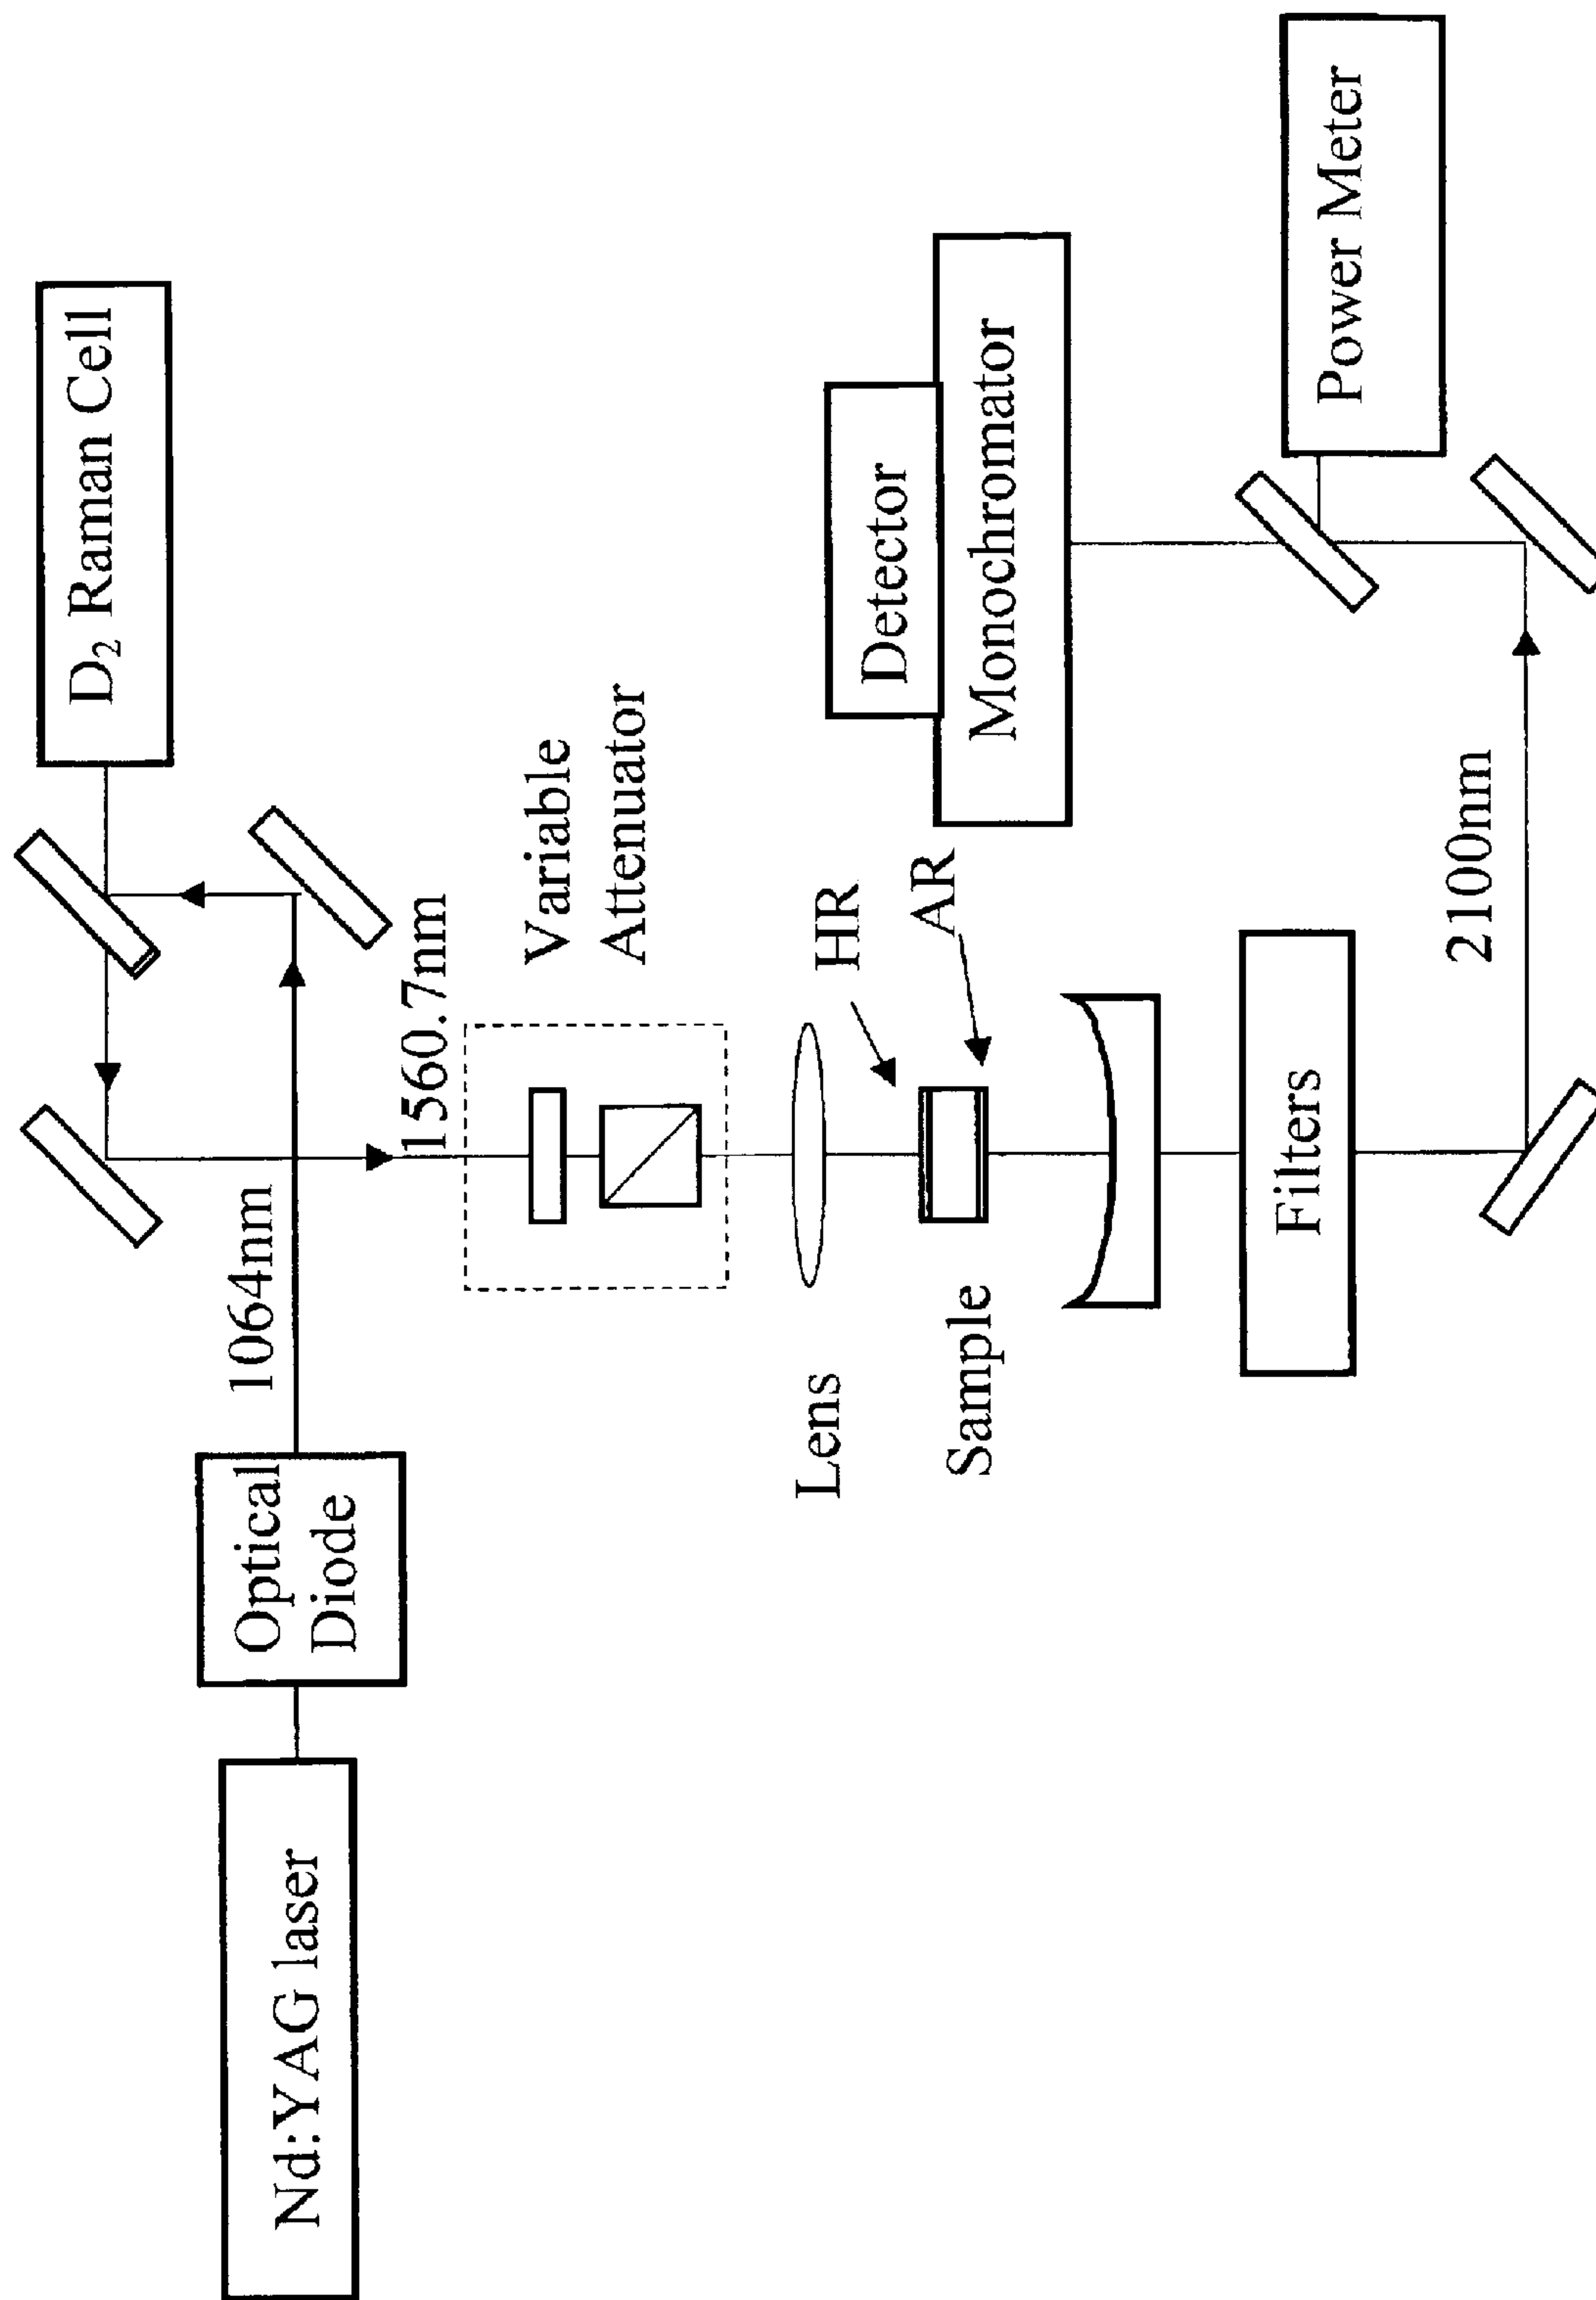 Nd:YAG laser
Optical
Diode
1064nm
D₂ Raman Cell
1560.7nm
Variable
Attenuator
Lens
HR
Sample
AR
Detector
Monochromator
Filters
2100nm
Power Meter